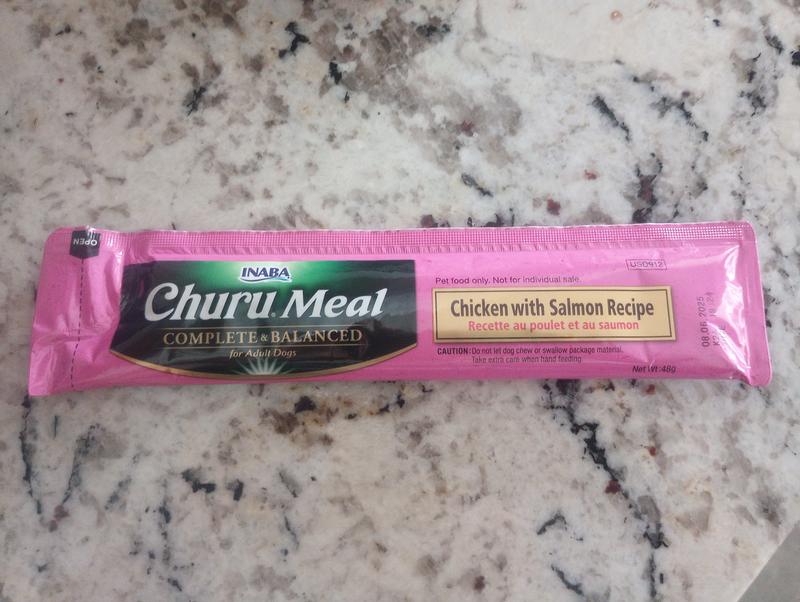 OPEN
INABA
Churu® Meal
COMPLETE & BALANCED
for Adult Dogs
USD912
Pet food only. Not for individual sale.
Chicken with Salmon Recipe
Recette au poulet et au saumon
CAUTION: Do not let dog chew or swallow package material.
Take extra care when hand feeding.
Net Wt. 48g
08.06.2025